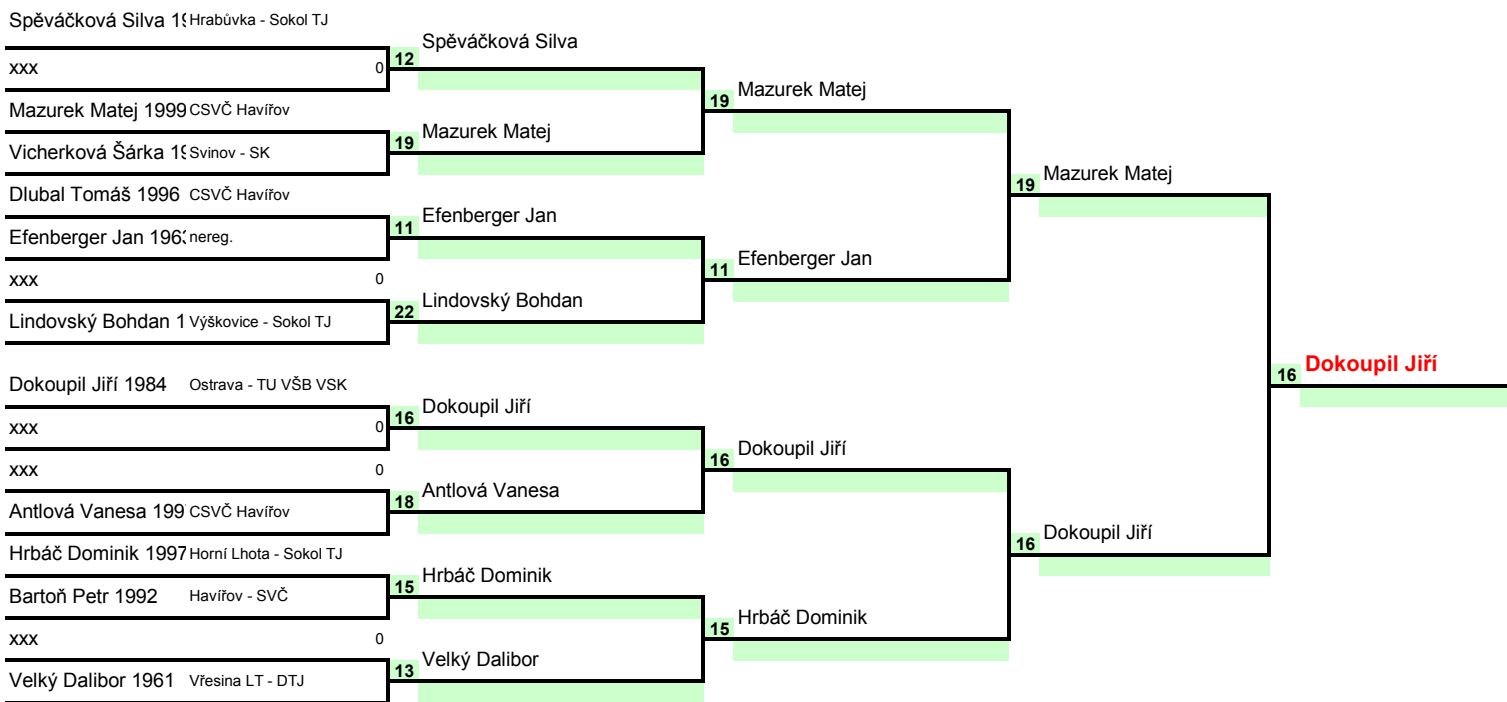 Spěváčková Silva 19 Hrabůvka - Sokol TJ
12 Spěváčková Silva
xxx 0
19 Mazurek Matej
Mazurek Matej 1999 CSVČ Havířov
19 Mazurek Matej
Vicherková Šárka 19 Svinov - SK
19 Mazurek Matej
Dlubal Tomáš 1996 CSVČ Havířov
11 Efenberger Jan
Efenberger Jan 1963 nereg.
11 Efenberger Jan
xxx 0
22 Lindovský Bohdan
Lindovský Bohdan 1 Výškovice - Sokol TJ
16 Dokoupil Jiří
Dokoupil Jiří 1984 Ostrava - TU VŠB VSK
16 Dokoupil Jiří
xxx 0
16 Dokoupil Jiří
xxx 0
18 Antlová Vanesa
Antlová Vanesa 199 CSVČ Havířov
16 Dokoupil Jiří
Hrbáč Dominik 1997 Horní Lhota - Sokol TJ
15 Hrbáč Dominik
Bartoň Petr 1992 Havířov - SVČ
15 Hrbáč Dominik
xxx 0
13 Velký Dalibor
Velký Dalibor 1961 Vřesina LT - DTJ